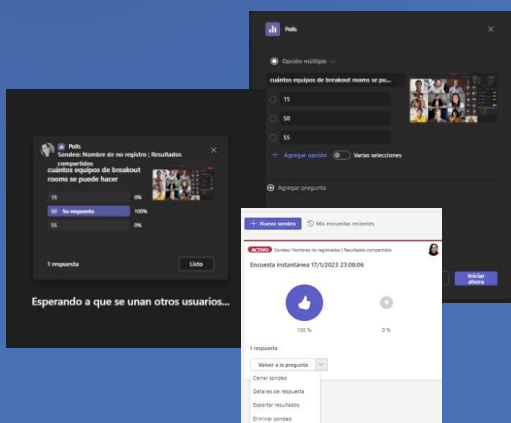 Polls
Opción múltiple
cuántos equipos de breakout rooms se pu...
15
50
55
+ Agregar opción
Varias selecciones
Agregar pregunta
Iniciar ahora
Polls
Sondeo: Nombre de no registro ; Resultados
compartidos
cuántos equipos de breakout
rooms se puede hacer
15 0%
50 Su respuesta 100%
55 0%
1 respuesta
Listo
Esperando a que se unan otros usuarios...
+ Nuevo sondeo
Mis encuestas recientes
ACTIVO Sondeo: Nombres no registrados | Resultados compartidos
Encuesta instantánea 17/1/2023 23:08:06
100 % 0 %
1 respuesta
Volver a la pregunta
Cerrar sondeo
Detalles de respuesta
Exportar resultados
Eliminar sondeo